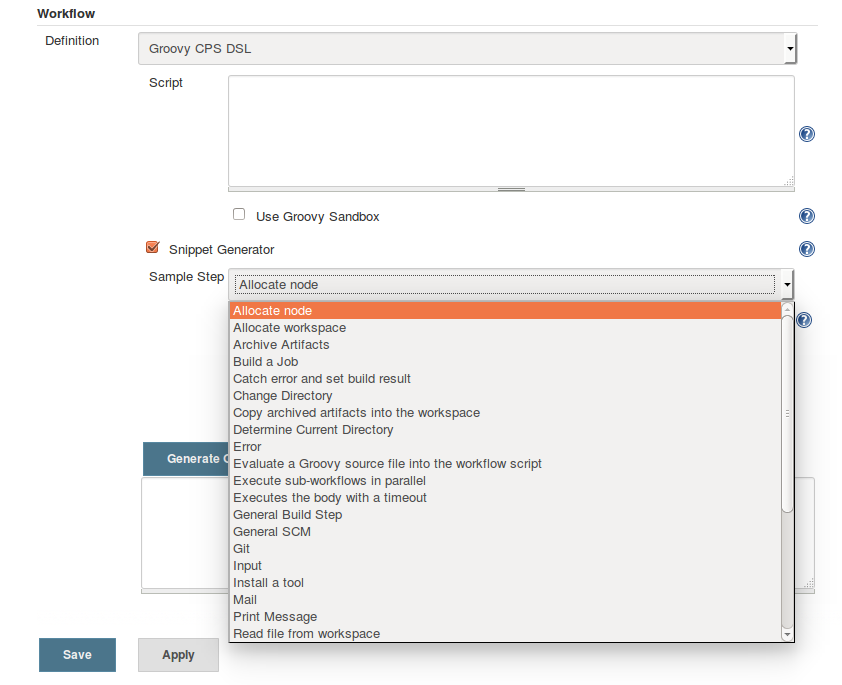 Workflow
Definition
Groovy CPS DSL
Script
Use Groovy Sandbox
Snippet Generator
Sample Step
Allocate node
Allocate node
Allocate workspace
Archive Artifacts
Build a Job
Catch error and set build result
Change Directory
Copy archived artifacts into the workspace
Determine Current Directory
Error
Evaluate a Groovy source file into the workflow script
Execute sub-workflows in parallel
Executes the body with a timeout
General Build Step
General SCM
Git
Input
Install a tool
Mail
Print Message
Read file from workspace
Generate
Save
Apply